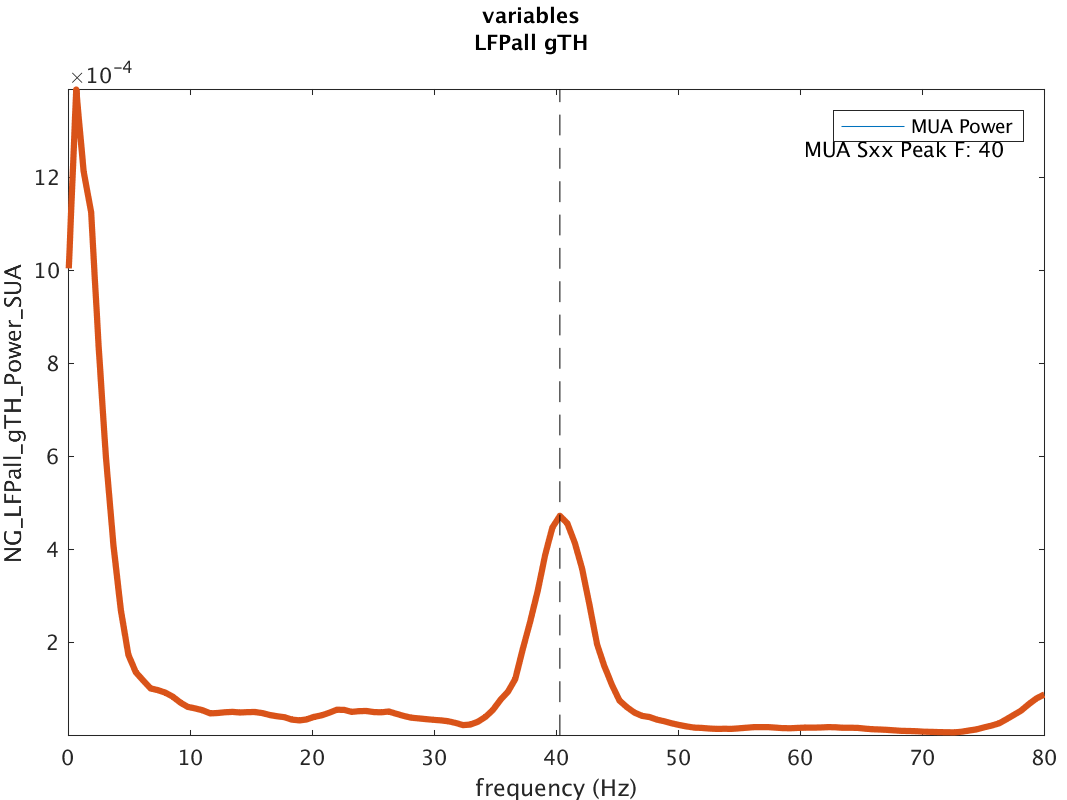 variables
LFPall gTH
×10⁻⁴
MUA Power
MUA Sxx Peak F: 40
12
10
8
6
4
2
NG_LFPall_gTH_Power_SUA
0 10 20 30 40 50 60 70 80
frequency (Hz)